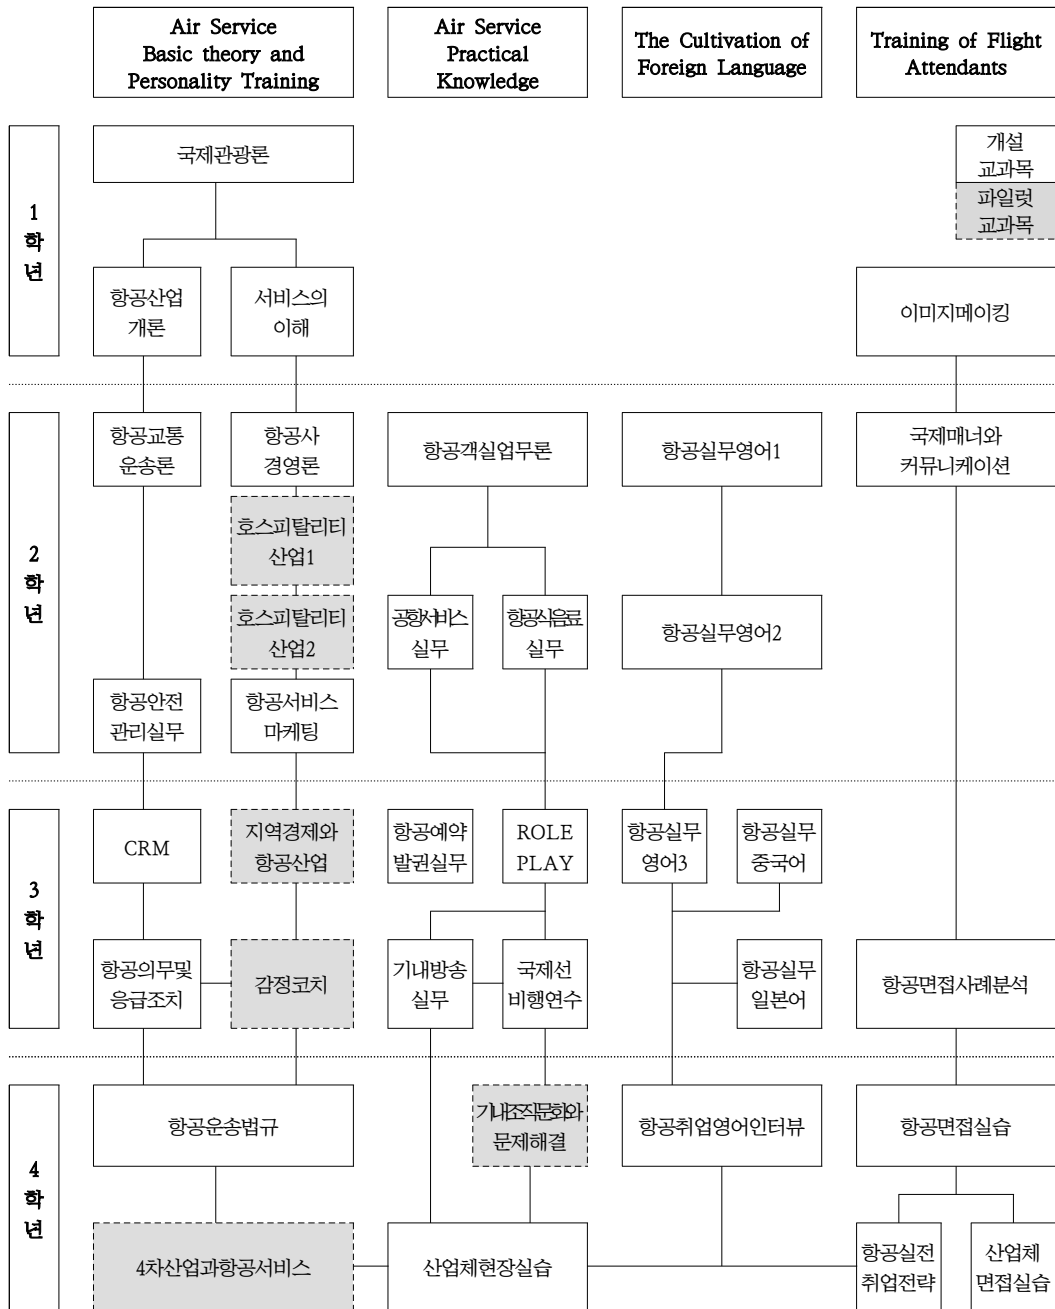 Air Service
Basic theory and
Personality Training
Air Service
Practical
Knowledge
The Cultivation of
Foreign Language
Training of Flight
Attendants
1
학
년
국제관광론
개설
교과목
파일럿
교과목
항공산업
개론
서비스의
이해
이미지메이킹
2
학
년
항공교통
운송론
항공사
경영론
항공객실업무론
항공실무영어1
국제매너와
커뮤니케이션
호스피탈리티
산업1
호스피탈리티
산업2
공항서비스
실무
항공식음료
실무
항공실무영어2
항공안전
관리실무
항공서비스
마케팅
3
학
년
CRM
지역경제와
항공산업
항공예약
발권실무
ROLE
PLAY
항공실무
영어3
항공실무
중국어
항공의무및
응급조치
감정코치
기내방송
실무
국제선
비행연수
항공실무
일본어
항공면접사례분석
4
학
년
항공운송법규
기내조직문화와
문제해결
항공취업영어인터뷰
항공면접실습
4차산업과항공서비스
산업체현장실습
항공실전
취업전략
산업체
면접실습